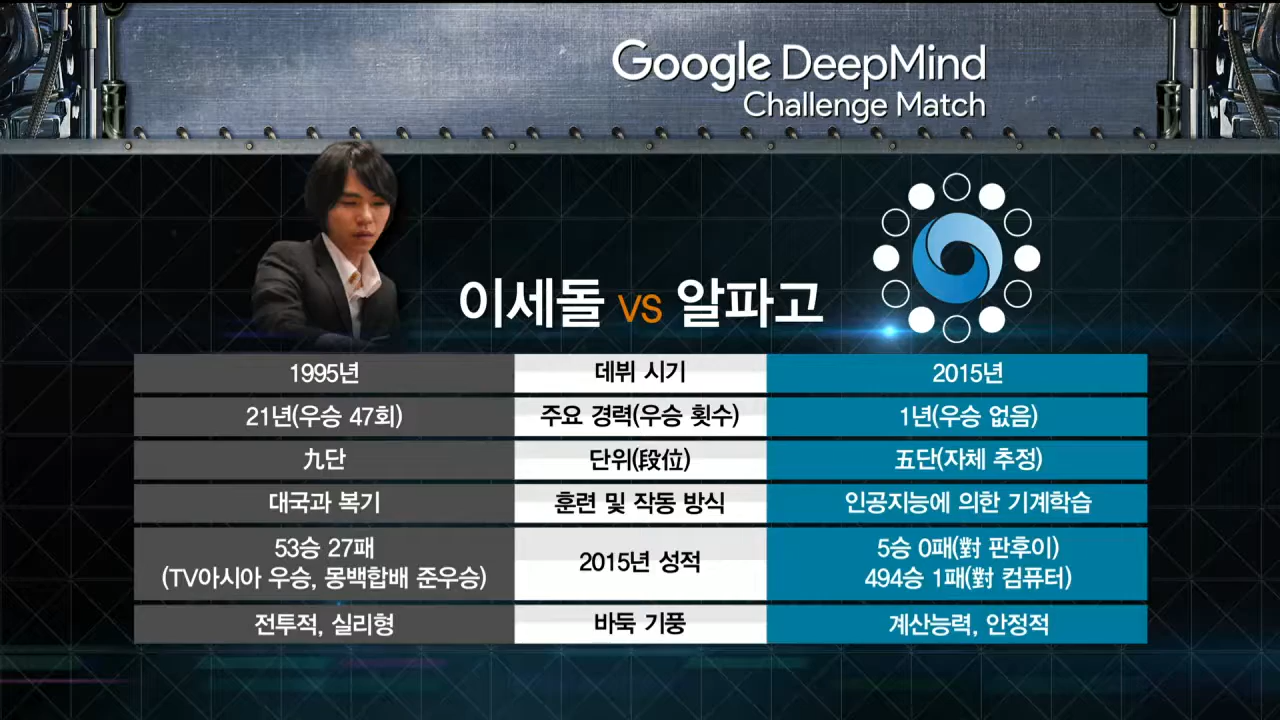 Google DeepMind
Challenge Match
이세돌 vs 알파고
1995년 데뷔 시기 2015년
21년(우승 47회) 주요 경력(우승 횟수) 1년(우승 없음)
九단 단위(段位) 五단(자체 추정)
대국과 복기 훈련 및 작동 방식 인공지능에 의한 기계학습
53승 27패
(TV아시아 우승, 몽백합배 준우승)
2015년 성적
5승 0패(對 판후이)
494승 1패(對 컴퓨터)
전투적, 실리형 바둑 기풍 계산능력, 안정적